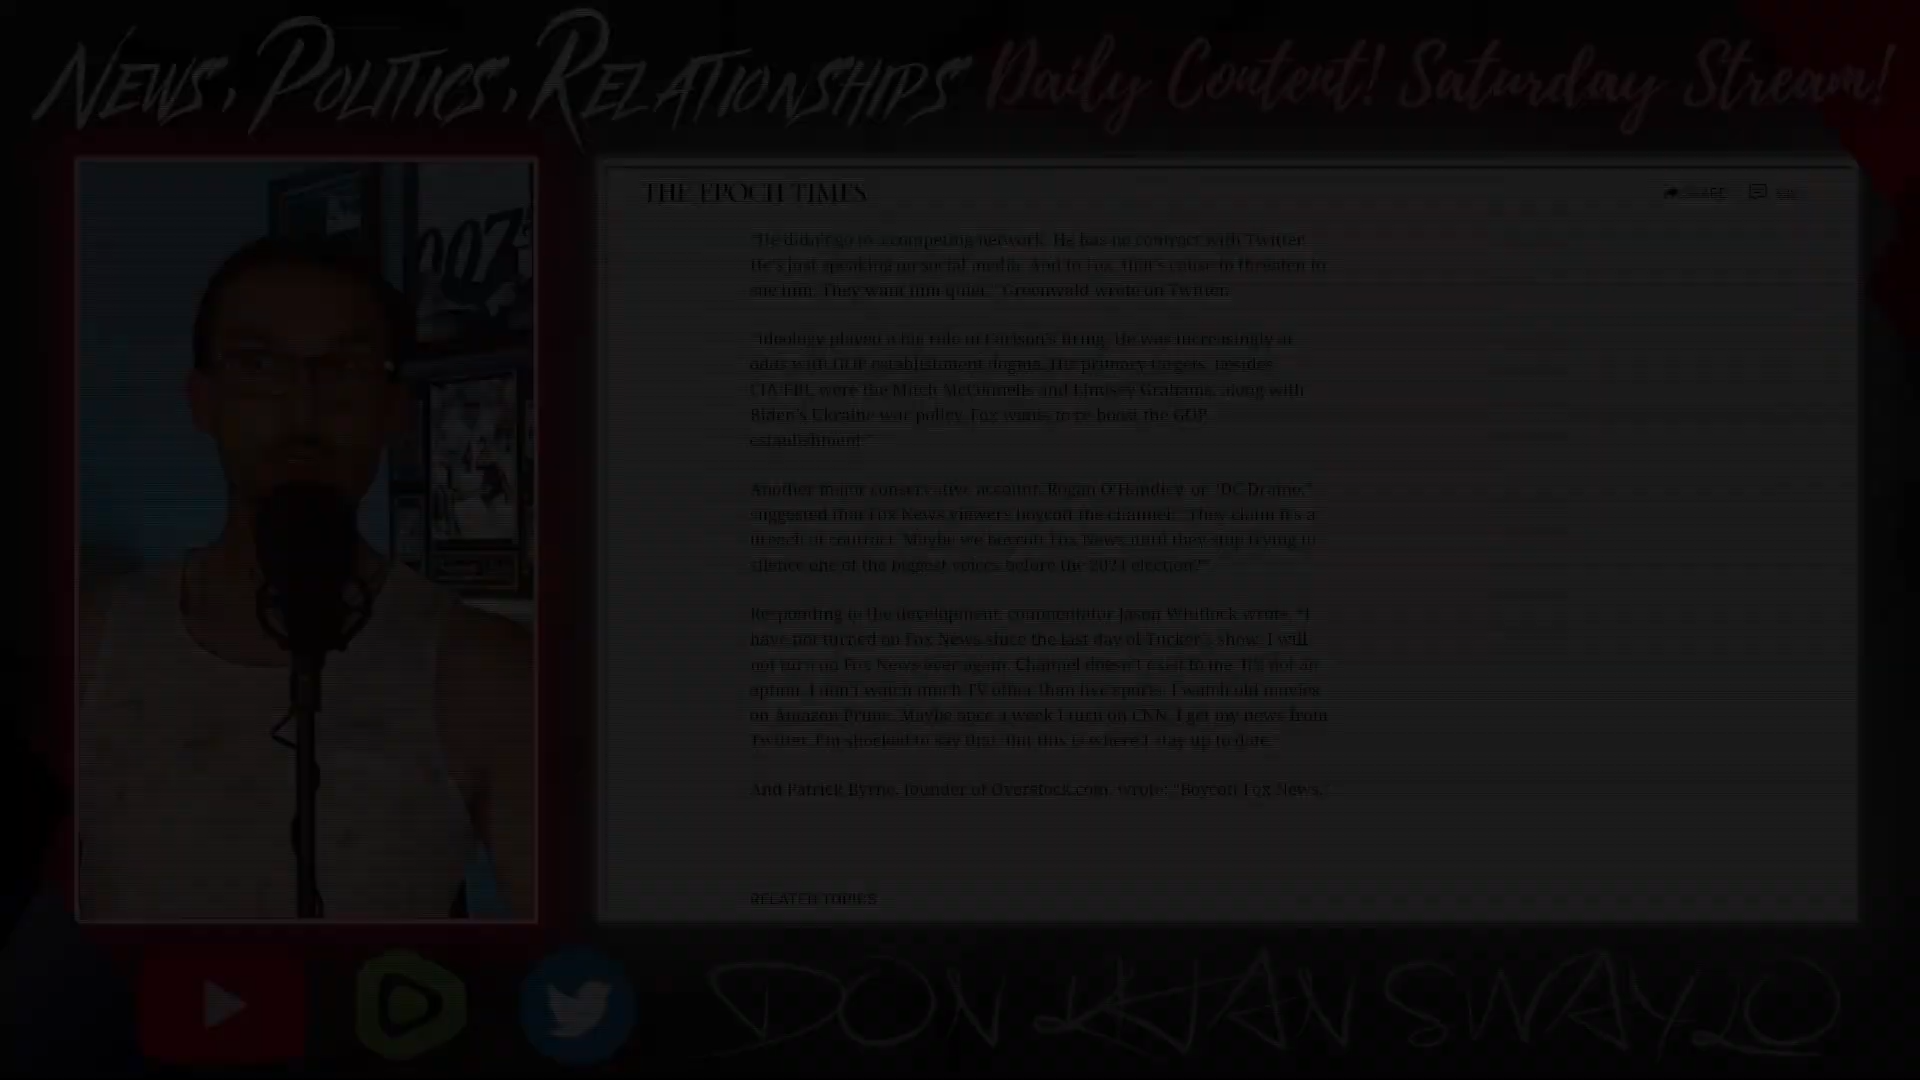 NEWS, POLITICS, RELATIONSHIPS Daily Content! Saturday Stream!
007
THE EPOCH TIMES
SHARE
"He didn't go to a competing network. He has no contract with Twitter.
He's just speaking on social media. And to Fox, that's cause to threaten to
sue him. They want him quiet," Greenwald wrote on Twitter.
"Ideology played a big role in Carlson's firing. He was increasingly at
odds with GOP establishment dogma. His primary targets, besides
CIA/FBI, were the Mitch McConnells and Lindsey Grahams, along with
Biden's Ukraine war policy. Fox wants to re-boost the GOP
establishment."
Another major conservative account, Rogan O'Handley, or "DC Draino,"
suggested that Fox News viewers boycott the channel: "They claim it's a
breach of contract. Maybe we boycott Fox News until they stop trying to
silence one of the biggest voices before the 2024 election?"
Responding to the development, commentator Jason Whitlock wrote: "I
have not turned on Fox News since the last day of Tucker's show. I will
not turn on Fox News ever again. Channel doesn't exist to me. It's not an
option. I don't watch much TV other than live sports. I watch old movies
on Amazon Prime. Maybe once a week I turn on CNN. I get my news from
Twitter. I'm shocked to say that. But this is where I stay up to date.
And Patrick Byrne, founder of Overstock.com, wrote: "Boycott Fox News.
RELATED TOPICS